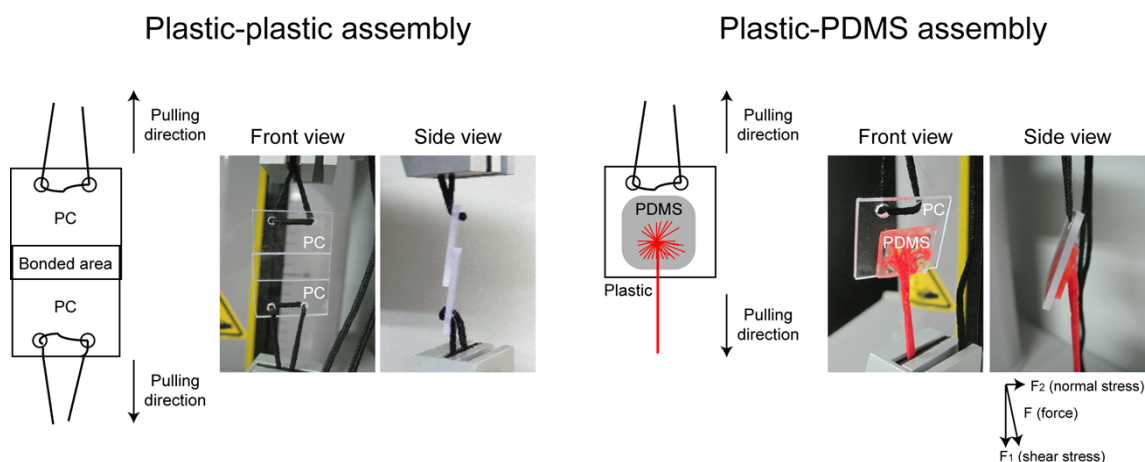 Plastic-plastic assembly
Pulling
direction
PC
Bonded area
PC
Pulling
direction
Front view
PC
PC
Side view
Plastic-PDMS assembly
Pulling
direction
PDMS
Plastic
Pulling
direction
Front view
PC
PDMS
Side view
F2 (normal stress)
F (force)
F1 (shear stress)